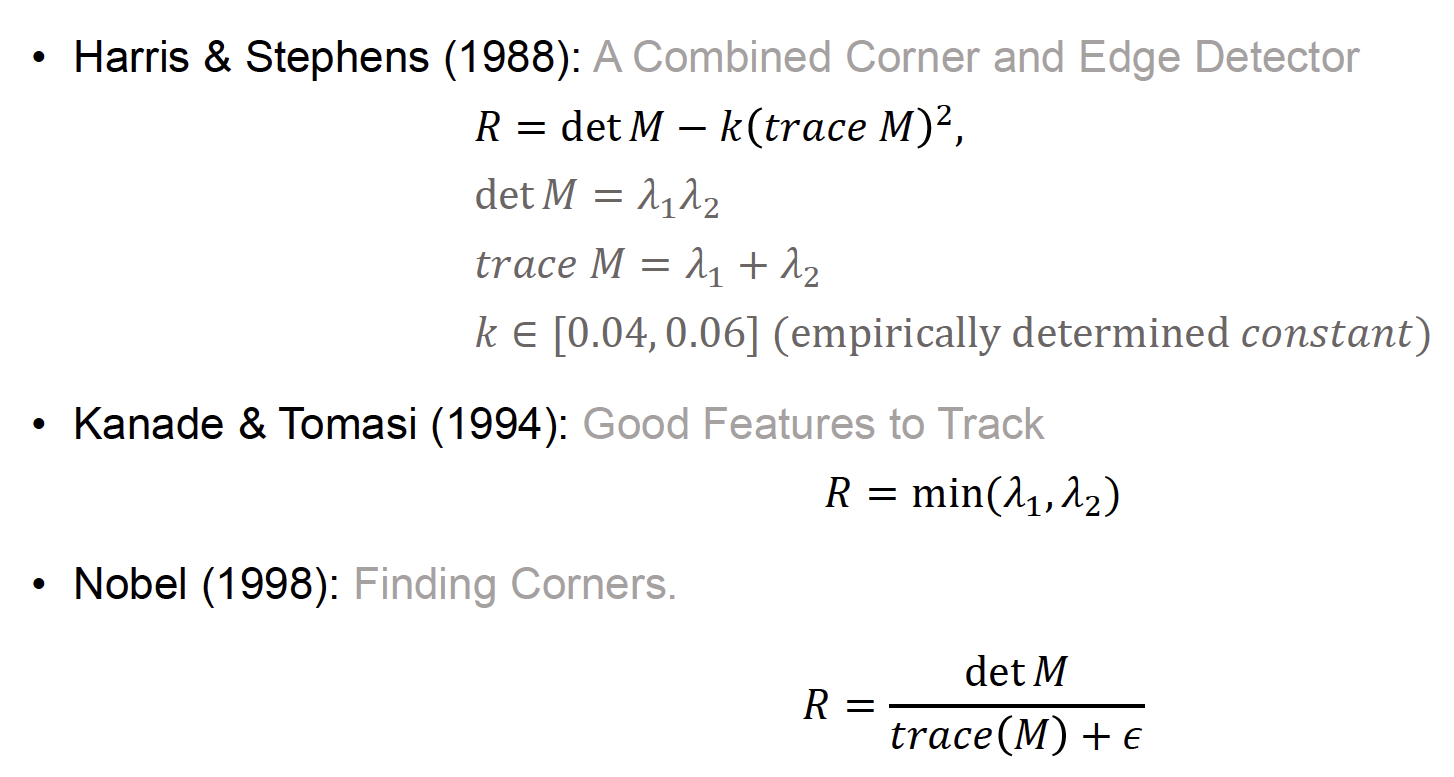 • Harris & Stephens (1988): A Combined Corner and Edge Detector
R = det M − k(trace M)²,
det M = λ₁λ₂
trace M = λ₁ + λ₂
k ∈ [0.04, 0.06] (empirically determined constant)
• Kanade & Tomasi (1994): Good Features to Track
R = min(λ₁, λ₂)
• Nobel (1998): Finding Corners.
R = det M / trace(M) + ϵ